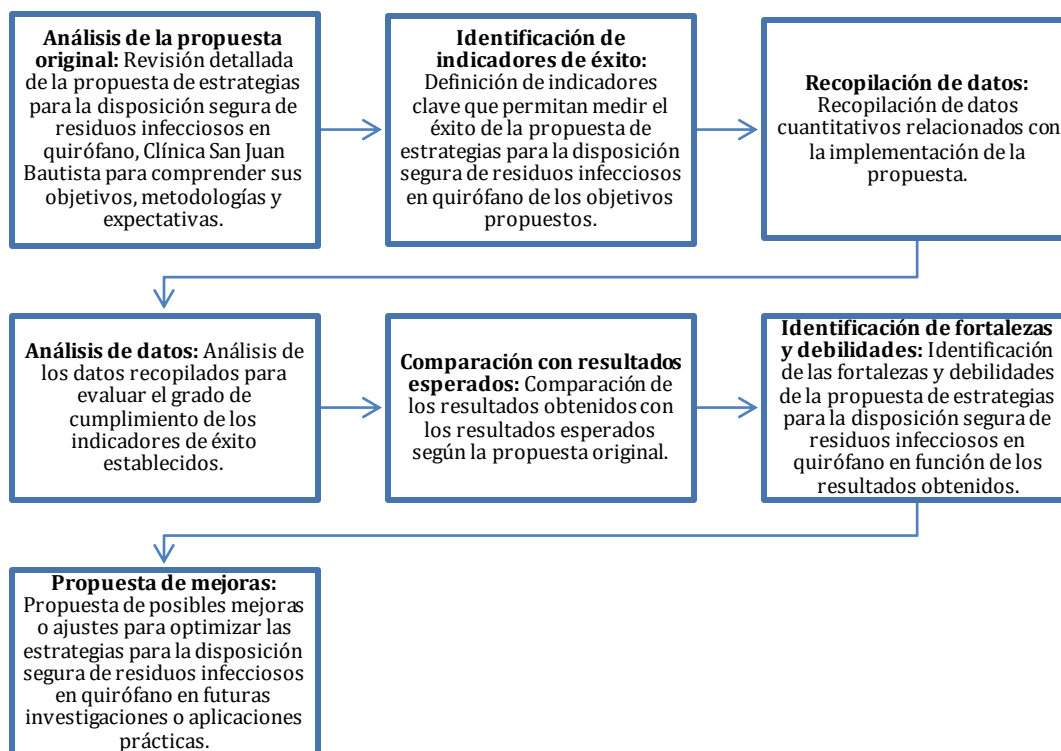 Análisis de la propuesta
original: Revisión detallada
de la propuesta de estrategias
para la disposición segura de
residuos infecciosos en
quirófano, Clínica San Juan
Bautista para comprender sus
objetivos, metodologías y
expectativas.
Identificación de
indicadores de éxito:
Definición de indicadores
clave que permitan medir el
éxito de la propuesta de
estrategias para la disposición
segura de residuos infecciosos
en quirófano de los objetivos
propuestos.
Recopilación de datos:
Recopilación de datos
cuantitativos relacionados con
la implementación de la
propuesta.
Análisis de datos: Análisis de
los datos recopilados para
evaluar el grado de
cumplimiento de los
indicadores de éxito
establecidos.
Comparación con resultados
esperados: Comparación de
los resultados obtenidos con
los resultados esperados
según la propuesta original.
Identificación de fortalezas
y debilidades: Identificación
de las fortalezas y debilidades
de la propuesta de estrategias
para la disposición segura de
residuos infecciosos en
quirófano en función de los
resultados obtenidos.
Propuesta de mejoras:
Propuesta de posibles mejoras
o ajustes para optimizar las
estrategias para la disposición
segura de residuos infecciosos
en quirófano en futuras
investigaciones o aplicaciones
prácticas.